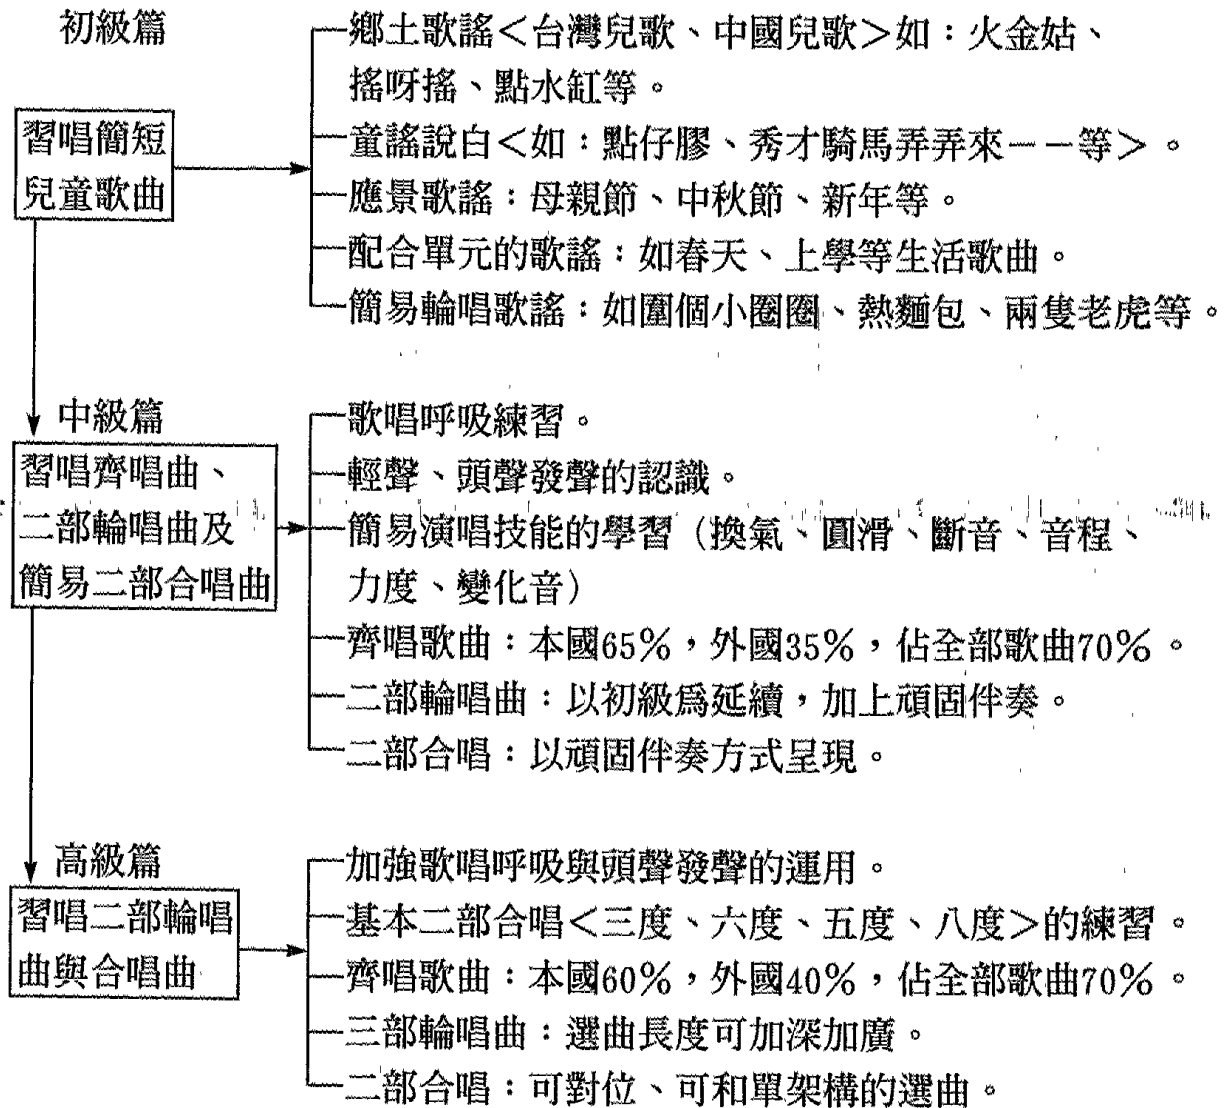 初級篇
習唱簡短
兒童歌曲
鄉土歌謠＜台灣兒歌、中國兒歌＞如：火金姑、
搖呀搖、點水缸等。
童謠說白＜如：點仔膠、秀才騎馬弄弄來－－等＞。
應景歌謠：母親節、中秋節、新年等。
配合單元的歌謠：如春天、上學等生活歌曲。
簡易輪唱歌謠：如圍個小圈圈、熱麵包、兩隻老虎等。
中級篇
習唱齊唱曲、
二部輪唱曲及
簡易二部合唱曲
歌唱呼吸練習。
輕聲、頭聲發聲的認識。
簡易演唱技能的學習（換氣、圓滑、斷音、音程、
力度、變化音）
齊唱歌曲：本國65％，外國35％，佔全部歌曲70％。
二部輪唱曲：以初級爲延續，加上頑固伴奏。
二部合唱：以頑固伴奏方式呈現。
高級篇
習唱二部輪唱
曲與合唱曲
加強歌唱呼吸與頭聲發聲的運用。
基本二部合唱＜三度、六度、五度、八度＞的練習。
齊唱歌曲：本國60％，外國40％，佔全部歌曲70％。
三部輪唱曲：選曲長度可加深加廣。
二部合唱：可對位、可和單架構的選曲。